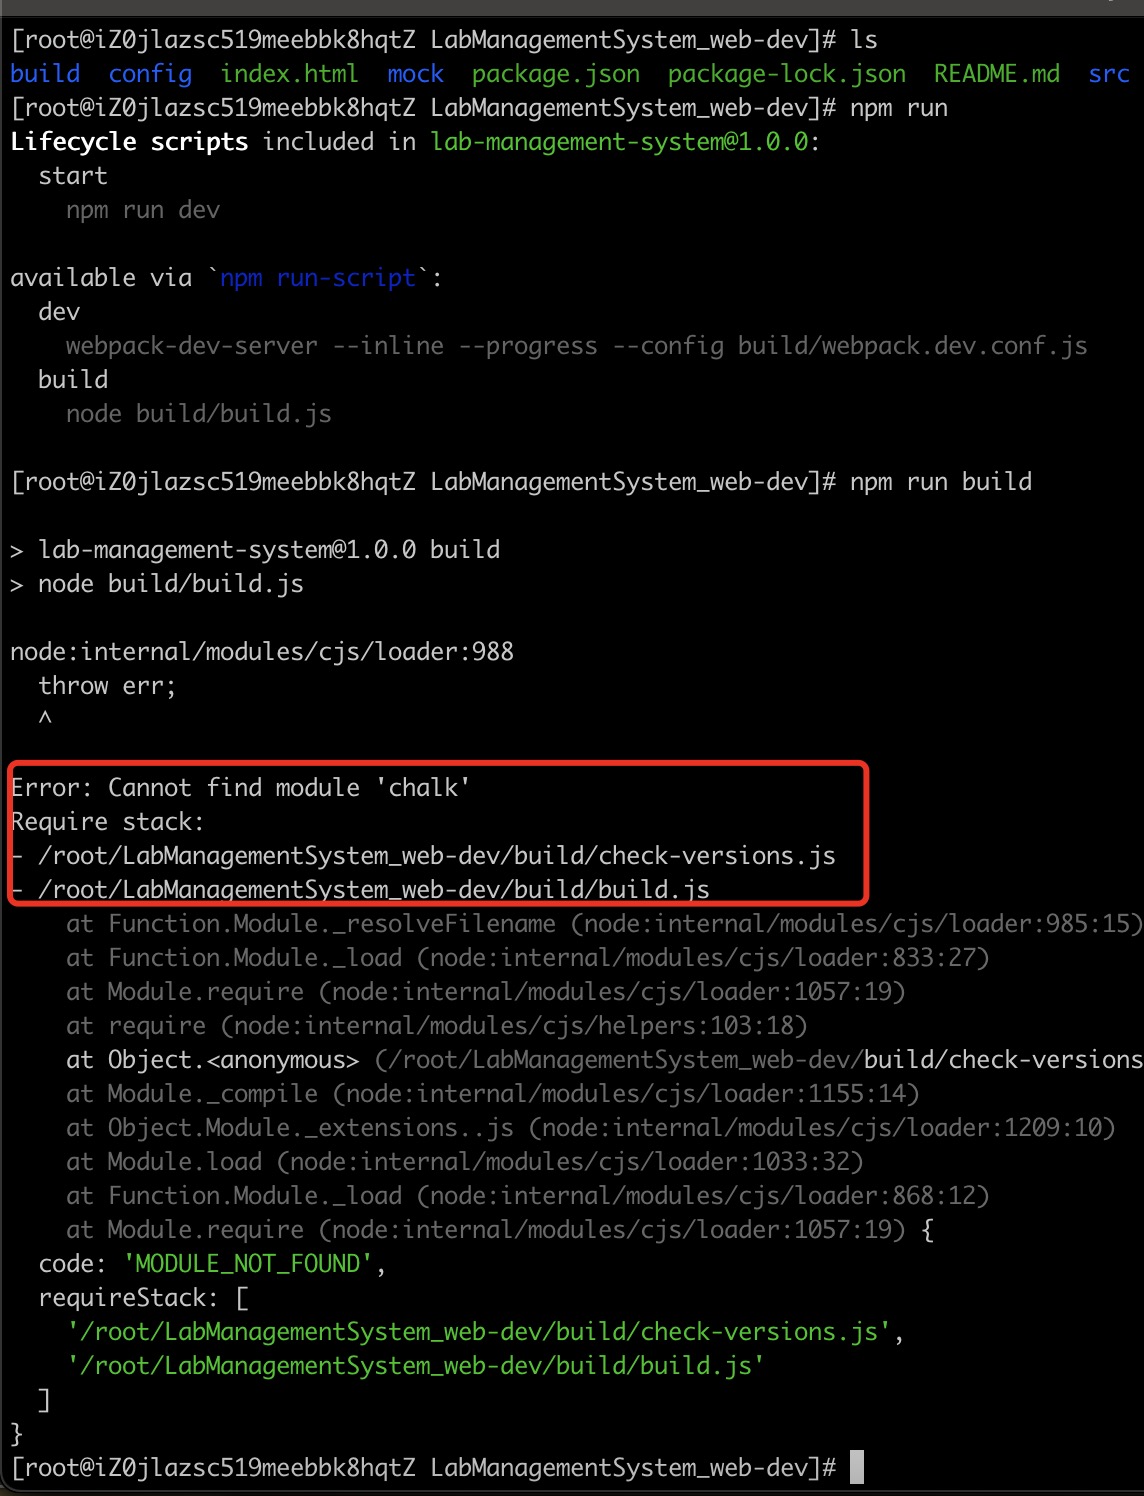 [root@iZ0jlazsc519meebbk8hqtZ LabManagementSystem_web-dev]# ls
build  config  index.html  mock  package.json  package-lock.json  README.md  src
[root@iZ0jlazsc519meebbk8hqtZ LabManagementSystem_web-dev]# npm run
Lifecycle scripts included in lab-management-system@1.0.0:
  start
    npm run dev
available via `npm run-script`:
  dev
    webpack-dev-server --inline --progress --config build/webpack.dev.conf.js
  build
    node build/build.js
[root@iZ0jlazsc519meebbk8hqtZ LabManagementSystem_web-dev]# npm run build
> lab-management-system@1.0.0 build
> node build/build.js
node:internal/modules/cjs/loader:988
  throw err;
  ^
Error: Cannot find module 'chalk'
Require stack:
- /root/LabManagementSystem_web-dev/build/check-versions.js
- /root/LabManagementSystem_web-dev/build/build.js
    at Function.Module._resolveFilename (node:internal/modules/cjs/loader:985:15)
    at Function.Module._load (node:internal/modules/cjs/loader:833:27)
    at Module.require (node:internal/modules/cjs/loader:1057:19)
    at require (node:internal/modules/cjs/helpers:103:18)
    at Object.<anonymous> (/root/LabManagementSystem_web-dev/build/check-versions
    at Module._compile (node:internal/modules/cjs/loader:1155:14)
    at Object.Module._extensions..js (node:internal/modules/cjs/loader:1209:10)
    at Module.load (node:internal/modules/cjs/loader:1033:32)
    at Function.Module._load (node:internal/modules/cjs/loader:868:12)
    at Module.require (node:internal/modules/cjs/loader:1057:19) {
  code: 'MODULE_NOT_FOUND',
  requireStack: [
    '/root/LabManagementSystem_web-dev/build/check-versions.js',
    '/root/LabManagementSystem_web-dev/build/build.js'
  ]
}
[root@iZ0jlazsc519meebbk8hqtZ LabManagementSystem_web-dev]#